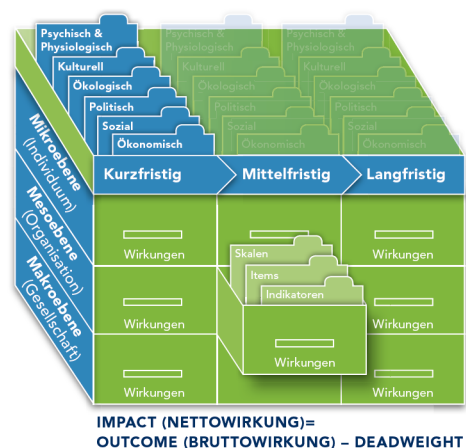 Psychisch &
Physiologisch
Kulturell
Ökologisch
Politisch
Sozial
Ökonomisch
Psychisch &
Physiologisch
Kulturell
Ökologisch
Politisch
Sozial
Ökonomisch
Psychisch &
Physiologisch
Kulturell
Ökologisch
Politisch
Sozial
Ökonomisch
Mikroebene
(Individuum)
Mesoebene
(Organisation)
Makroebene
(Gesellschaft)
Kurzfristig
Mittelfristig
Langfristig
Wirkungen
Wirkungen
Skalen
Items
Indikatoren
Wirkungen
Wirkungen
Wirkungen
Wirkungen
Wirkungen
Wirkungen
IMPACT (NETTOWIRKUNG)=
OUTCOME (BRUTTOWIRKUNG) – DEADWEIGHT